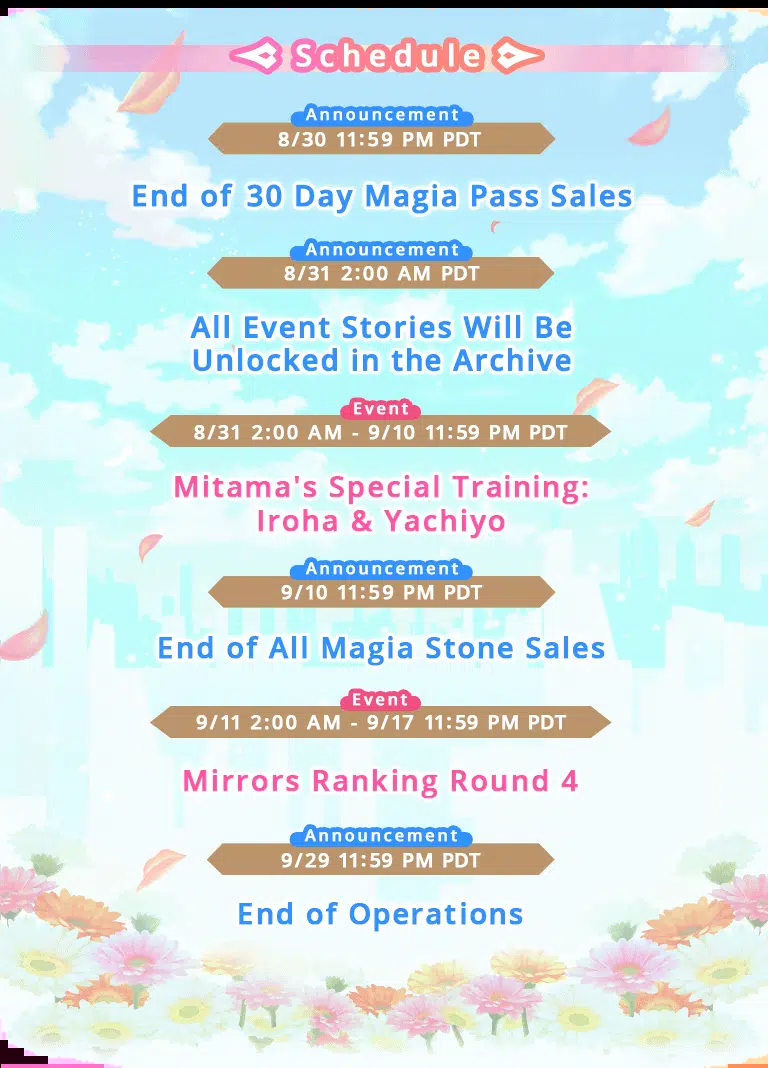 Schedule
Announcement
8/30 11:59 PM PDT
End of 30 Day Magia Pass Sales
Announcement
8/31 2:00 AM PDT
All Event Stories Will Be
Unlocked in the Archive
Event
8/31 2:00 AM - 9/10 11:59 PM PDT
Mitama's Special Training:
Iroha & Yachiyo
Announcement
9/10 11:59 PM PDT
End of All Magia Stone Sales
Event
9/11 2:00 AM - 9/17 11:59 PM PDT
Mirrors Ranking Round 4
Announcement
9/29 11:59 PM PDT
End of Operations